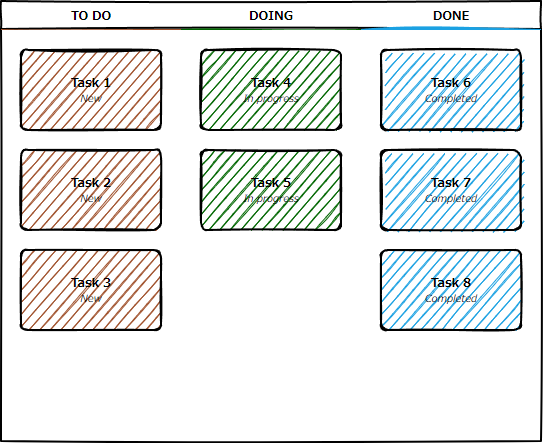 TO DO
DOING
DONE
Task 1
New
Task 4
In progress
Task 6
Completed
Task 2
New
Task 5
In progress
Task 7
Completed
Task 3
New
Task 8
Completed